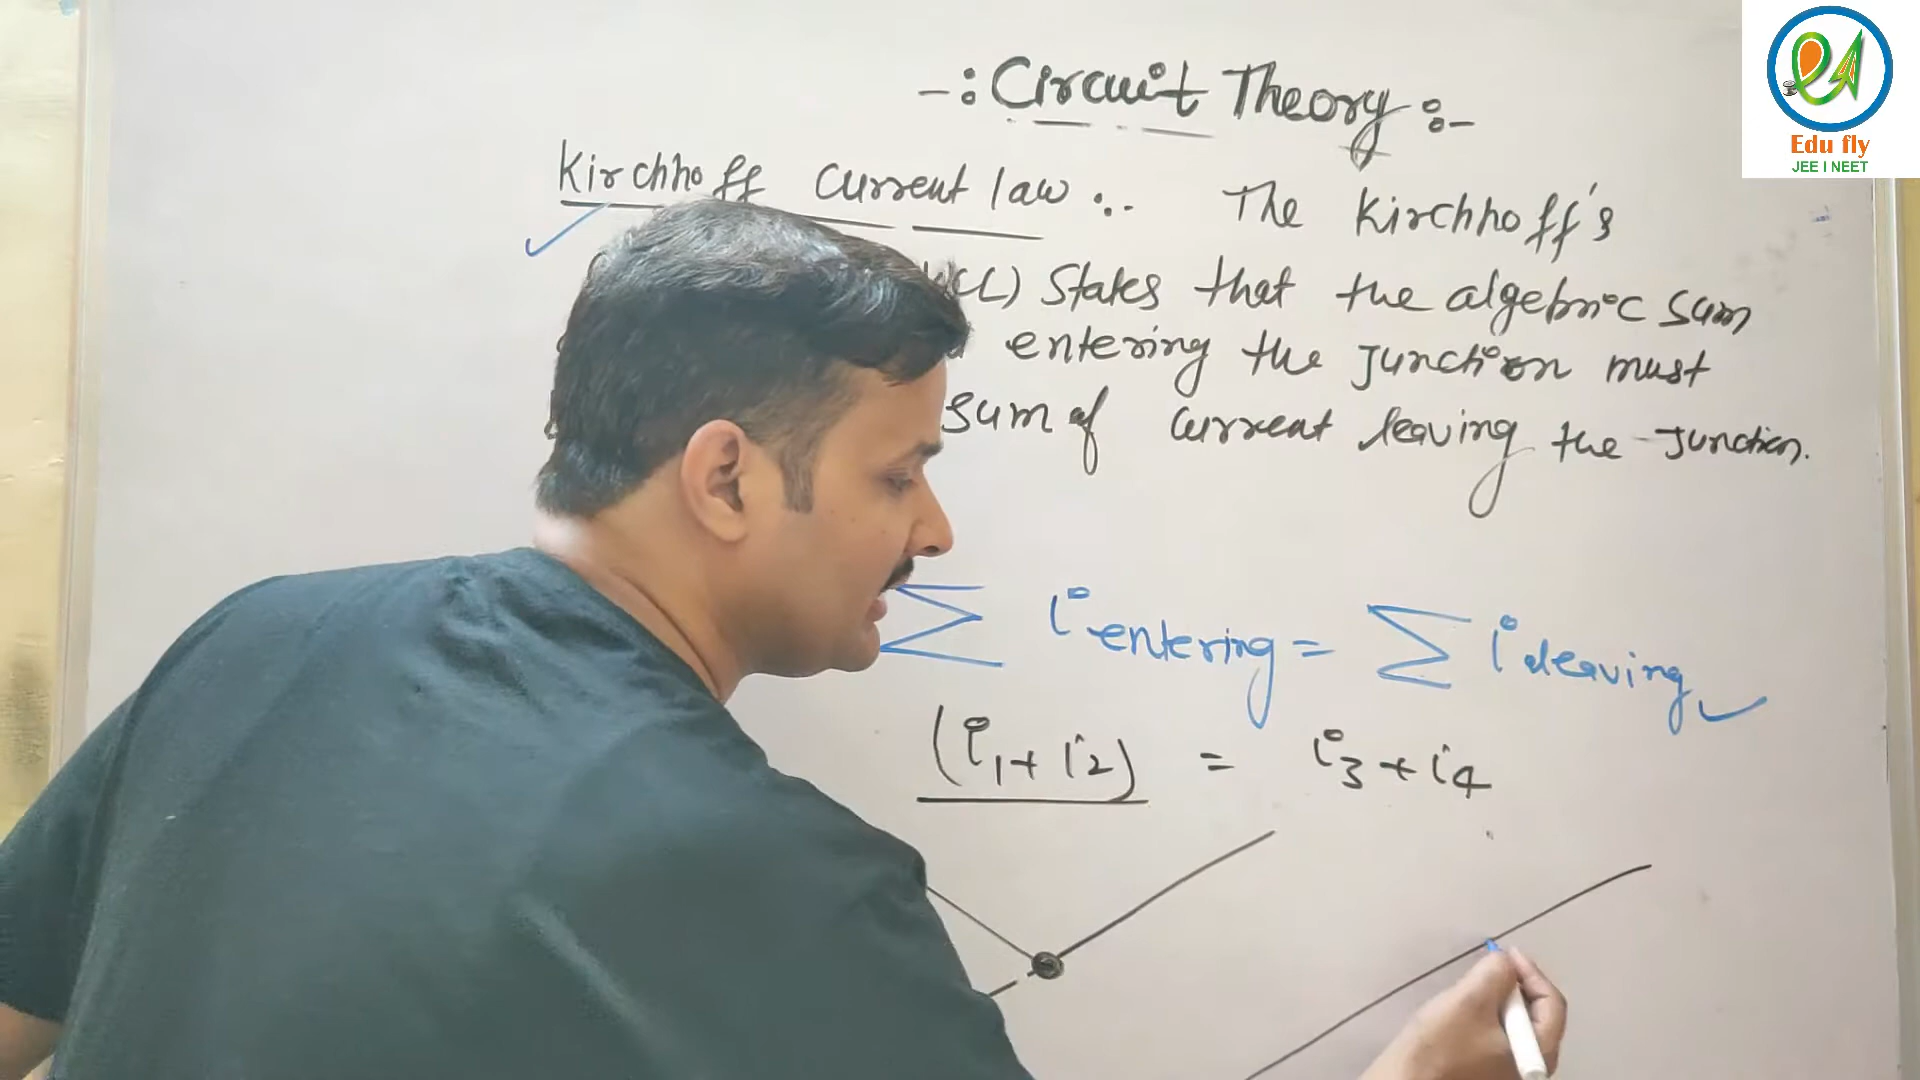 -: Circuit Theory :-
Kirchhoff Current law :. The Kirchhoff's
KCL) States that the algebric sum
entering the Junction must
sum of current leaving the Junction.
∑ i entering = ∑ i leaving
(i1 + i2) = i3 + i4
Edu fly
JEE I NEET